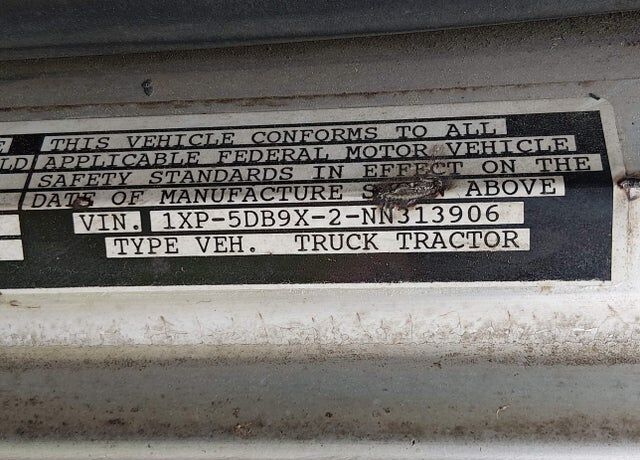 THIS VEHICLE CONFORMS TO ALL
LD APPLICABLE FEDERAL MOTOR VEHICLE
SAFETY STANDARDS IN EFFECT ON THE
DATE OF MANUFACTURE ABOVE
VIN. 1XP-5DB9X-2-NN313906
TYPE VEH. TRUCK TRACTOR